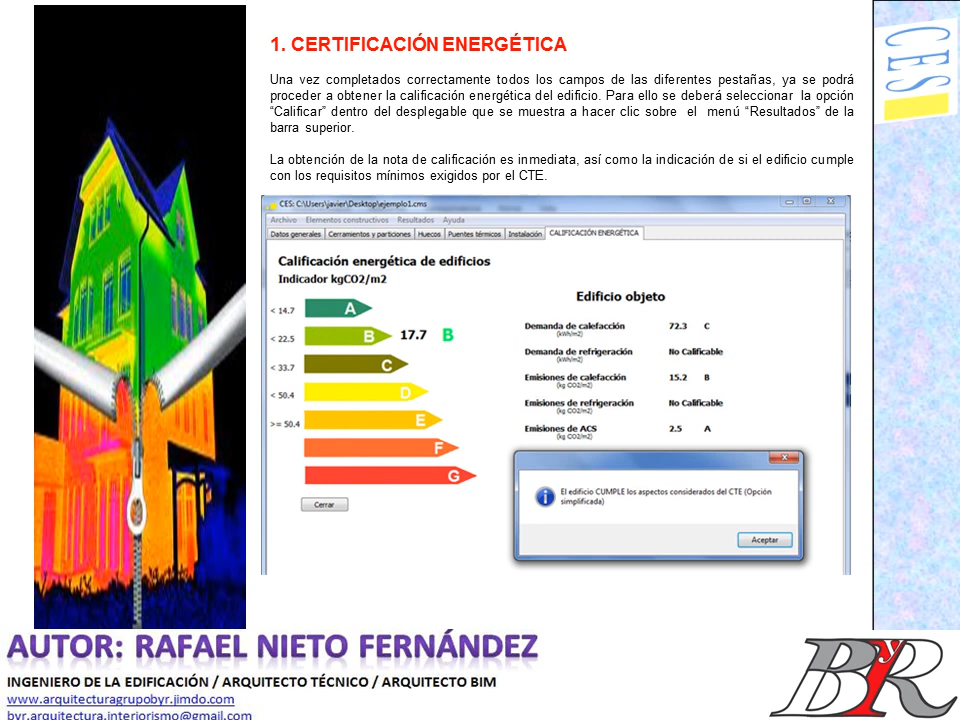 1. CERTIFICACIÓN ENERGÉTICA
Una vez completados correctamente todos los campos de las diferentes pestañas, ya se podrá
proceder a obtener la calificación energética del edificio. Para ello se deberá seleccionar la opción
“Calificar” dentro del desplegable que se muestra a hacer clic sobre el menú “Resultados” de la
barra superior.
La obtención de la nota de calificación es inmediata, así como la indicación de si el edificio cumple
con los requisitos mínimos exigidos por el CTE.
CES
CES: C:\Users\javier\Desktop\ejemplo1.cms
Archivo Elementos constructivos Resultados Ayuda
Datos generales Cerramientos y particiones Huecos Puentes térmicos Instalación CALIFICACIÓN ENERGÉTICA
Calificación energética de edificios
Indicador kgCO2/m2
< 14.7 A
< 22.5 B 17.7 B
< 33.7 C
< 50.4 D
>= 50.4 E
F
G
Cerrar
Edificio objeto
Demanda de calefacción 72.3 C
(kWh/m2)
Demanda de refrigeración No Calificable
(kWh/m2)
Emisiones de calefacción 15.2 B
(kg CO2/m2)
Emisiones de refrigeración No Calificable
(kg CO2/m2)
Emisiones de ACS 2.5 A
(kg CO2/m2)
El edificio CUMPLE los aspectos considerados del CTE (Opción
simplificada)
Aceptar
AUTOR: RAFAEL NIETO FERNÁNDEZ
INGENIERO DE LA EDIFICACIÓN / ARQUITECTO TÉCNICO / ARQUITECTO BIM
www.arquitecturagrupobyr.jimdo.com
byr.arquitectura.interiorismo@gmail.com
ByR